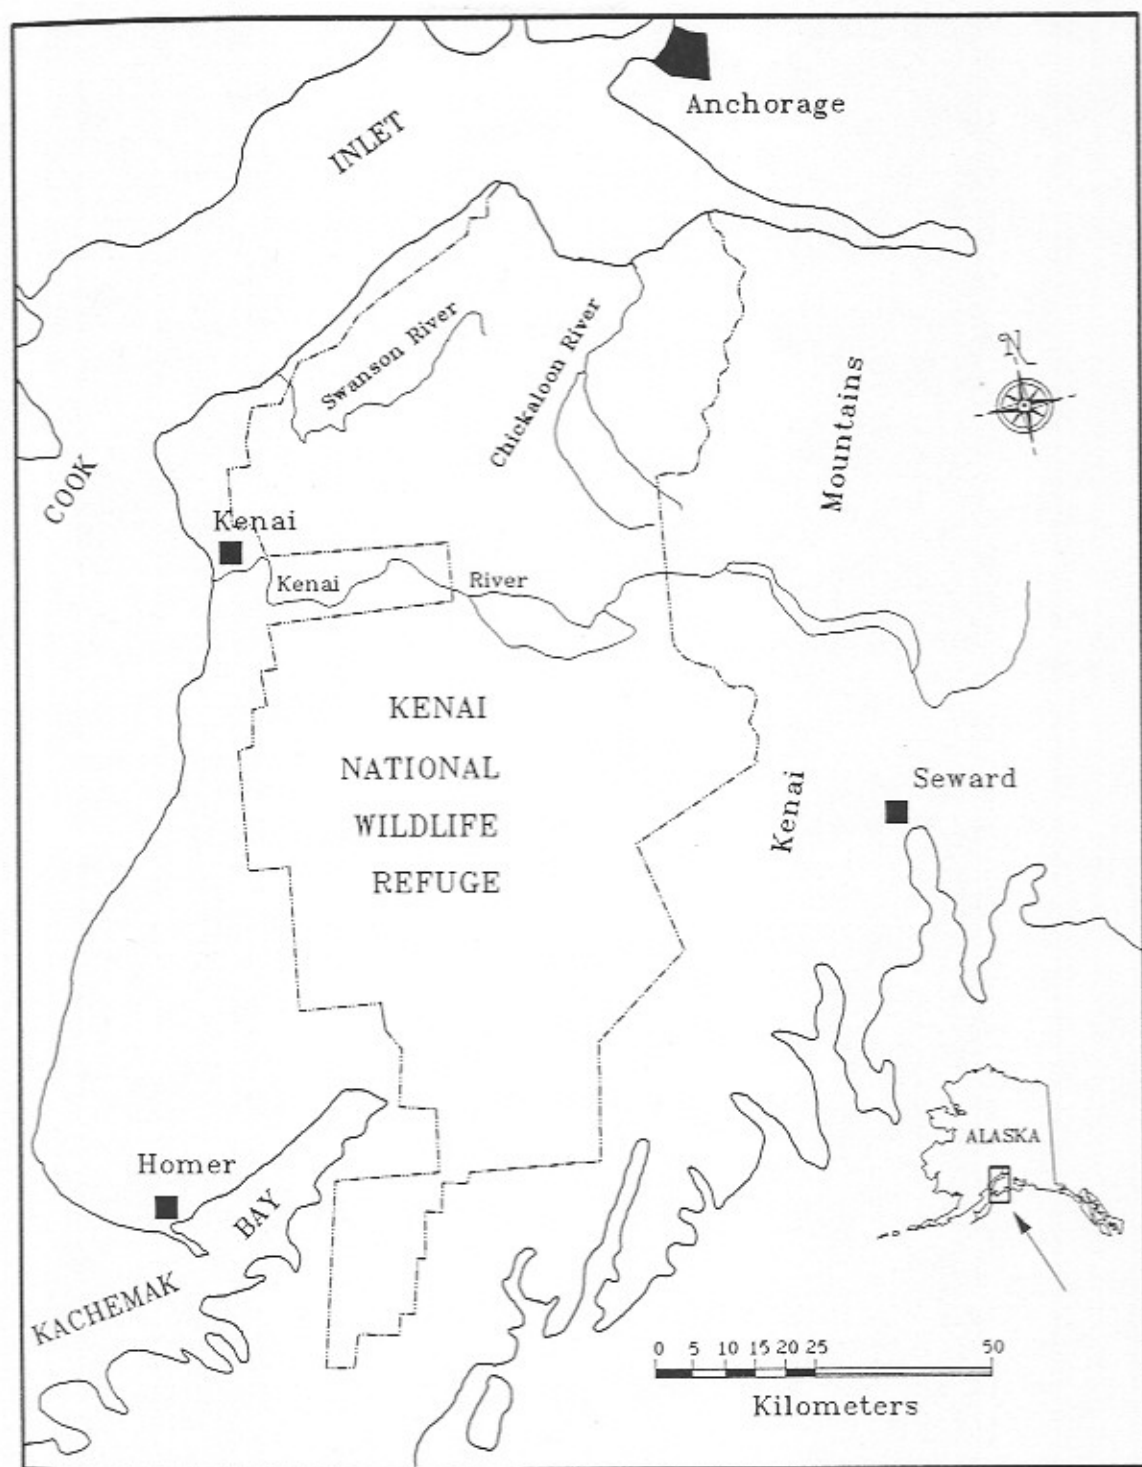 Anchorage
INLET
Swanson River
Chickaloon River
N
Mountains
COOK
Kenai
Kenai
River
KENAI
NATIONAL
WILDLIFE
REFUGE
Kenai
Seward
ALASKA
Homer
BAY
KACHEMAK
0 5 10 15 20 25 50
Kilometers